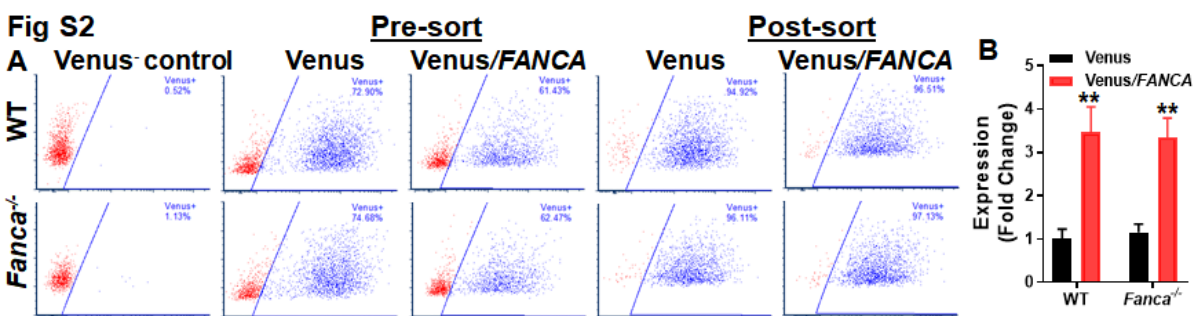 Fig S2 Pre-sort Post-sort
A Venus- control Venus Venus/FANCA Venus Venus/FANCA
WT
Venus+
0.52%
Venus+
72.90%
Venus+
61.43%
Venus+
94.92%
Venus+
96.51%
Fanca-/-
Venus+
1.13%
Venus+
74.68%
Venus+
62.47%
Venus+
96.11%
Venus+
97.13%
B
Venus
Venus/FANCA
Expression
(Fold Change)
5
4
3
2
1
0
** **
WT Fanca-/-